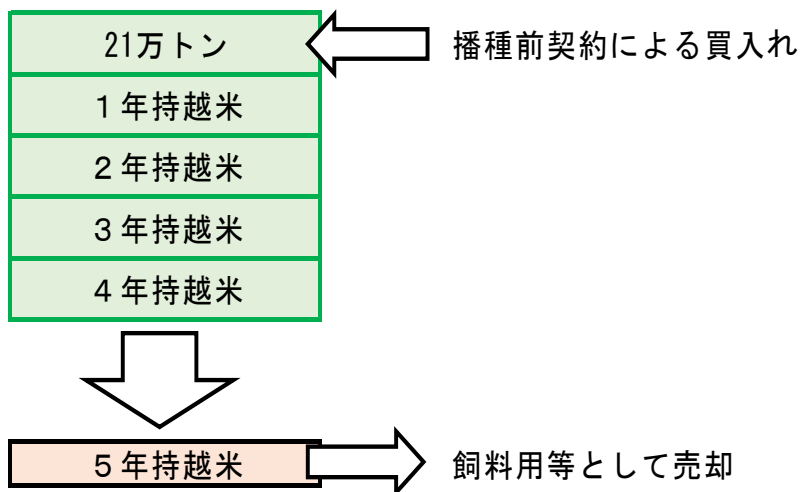 21万トン
播種前契約による買入れ
１年持越米
２年持越米
３年持越米
４年持越米
５年持越米
飼料用等として売却